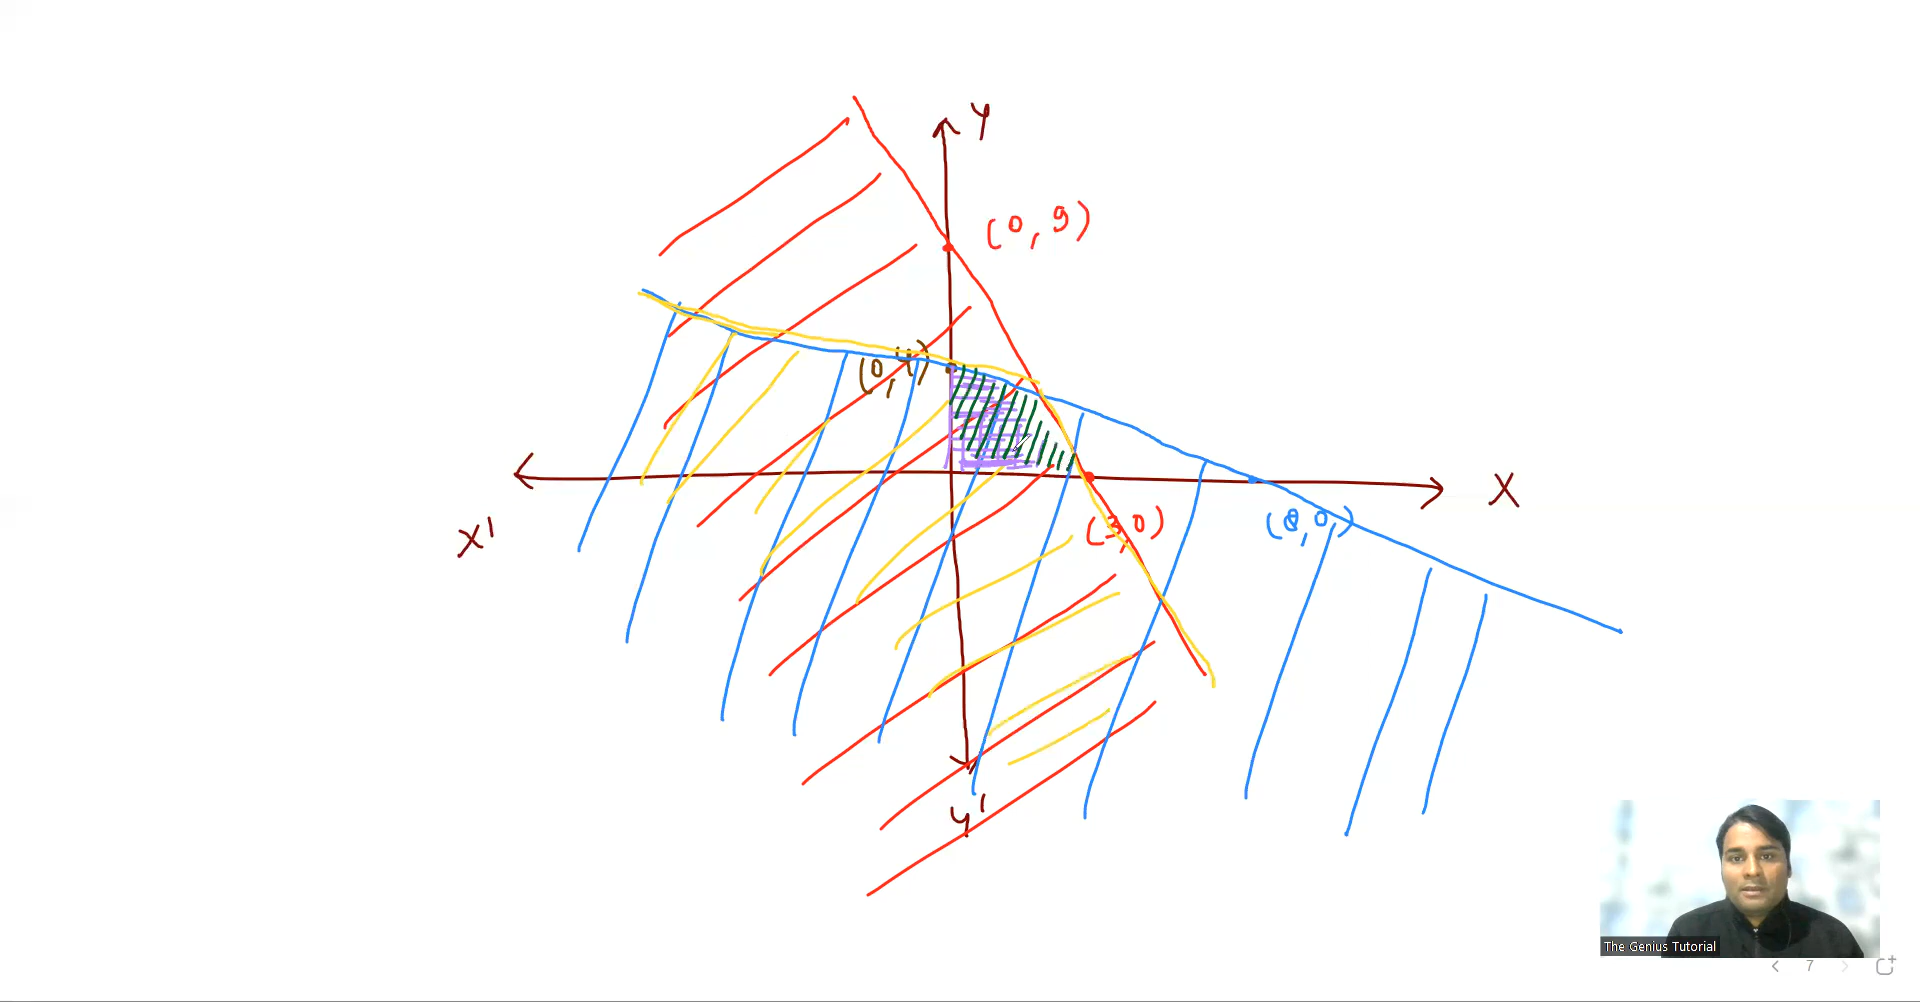 Y
(0, 9)
(0, 4)
X
X'
(3, 0)
(8, 0)
y'
The Genius Tutorial
7